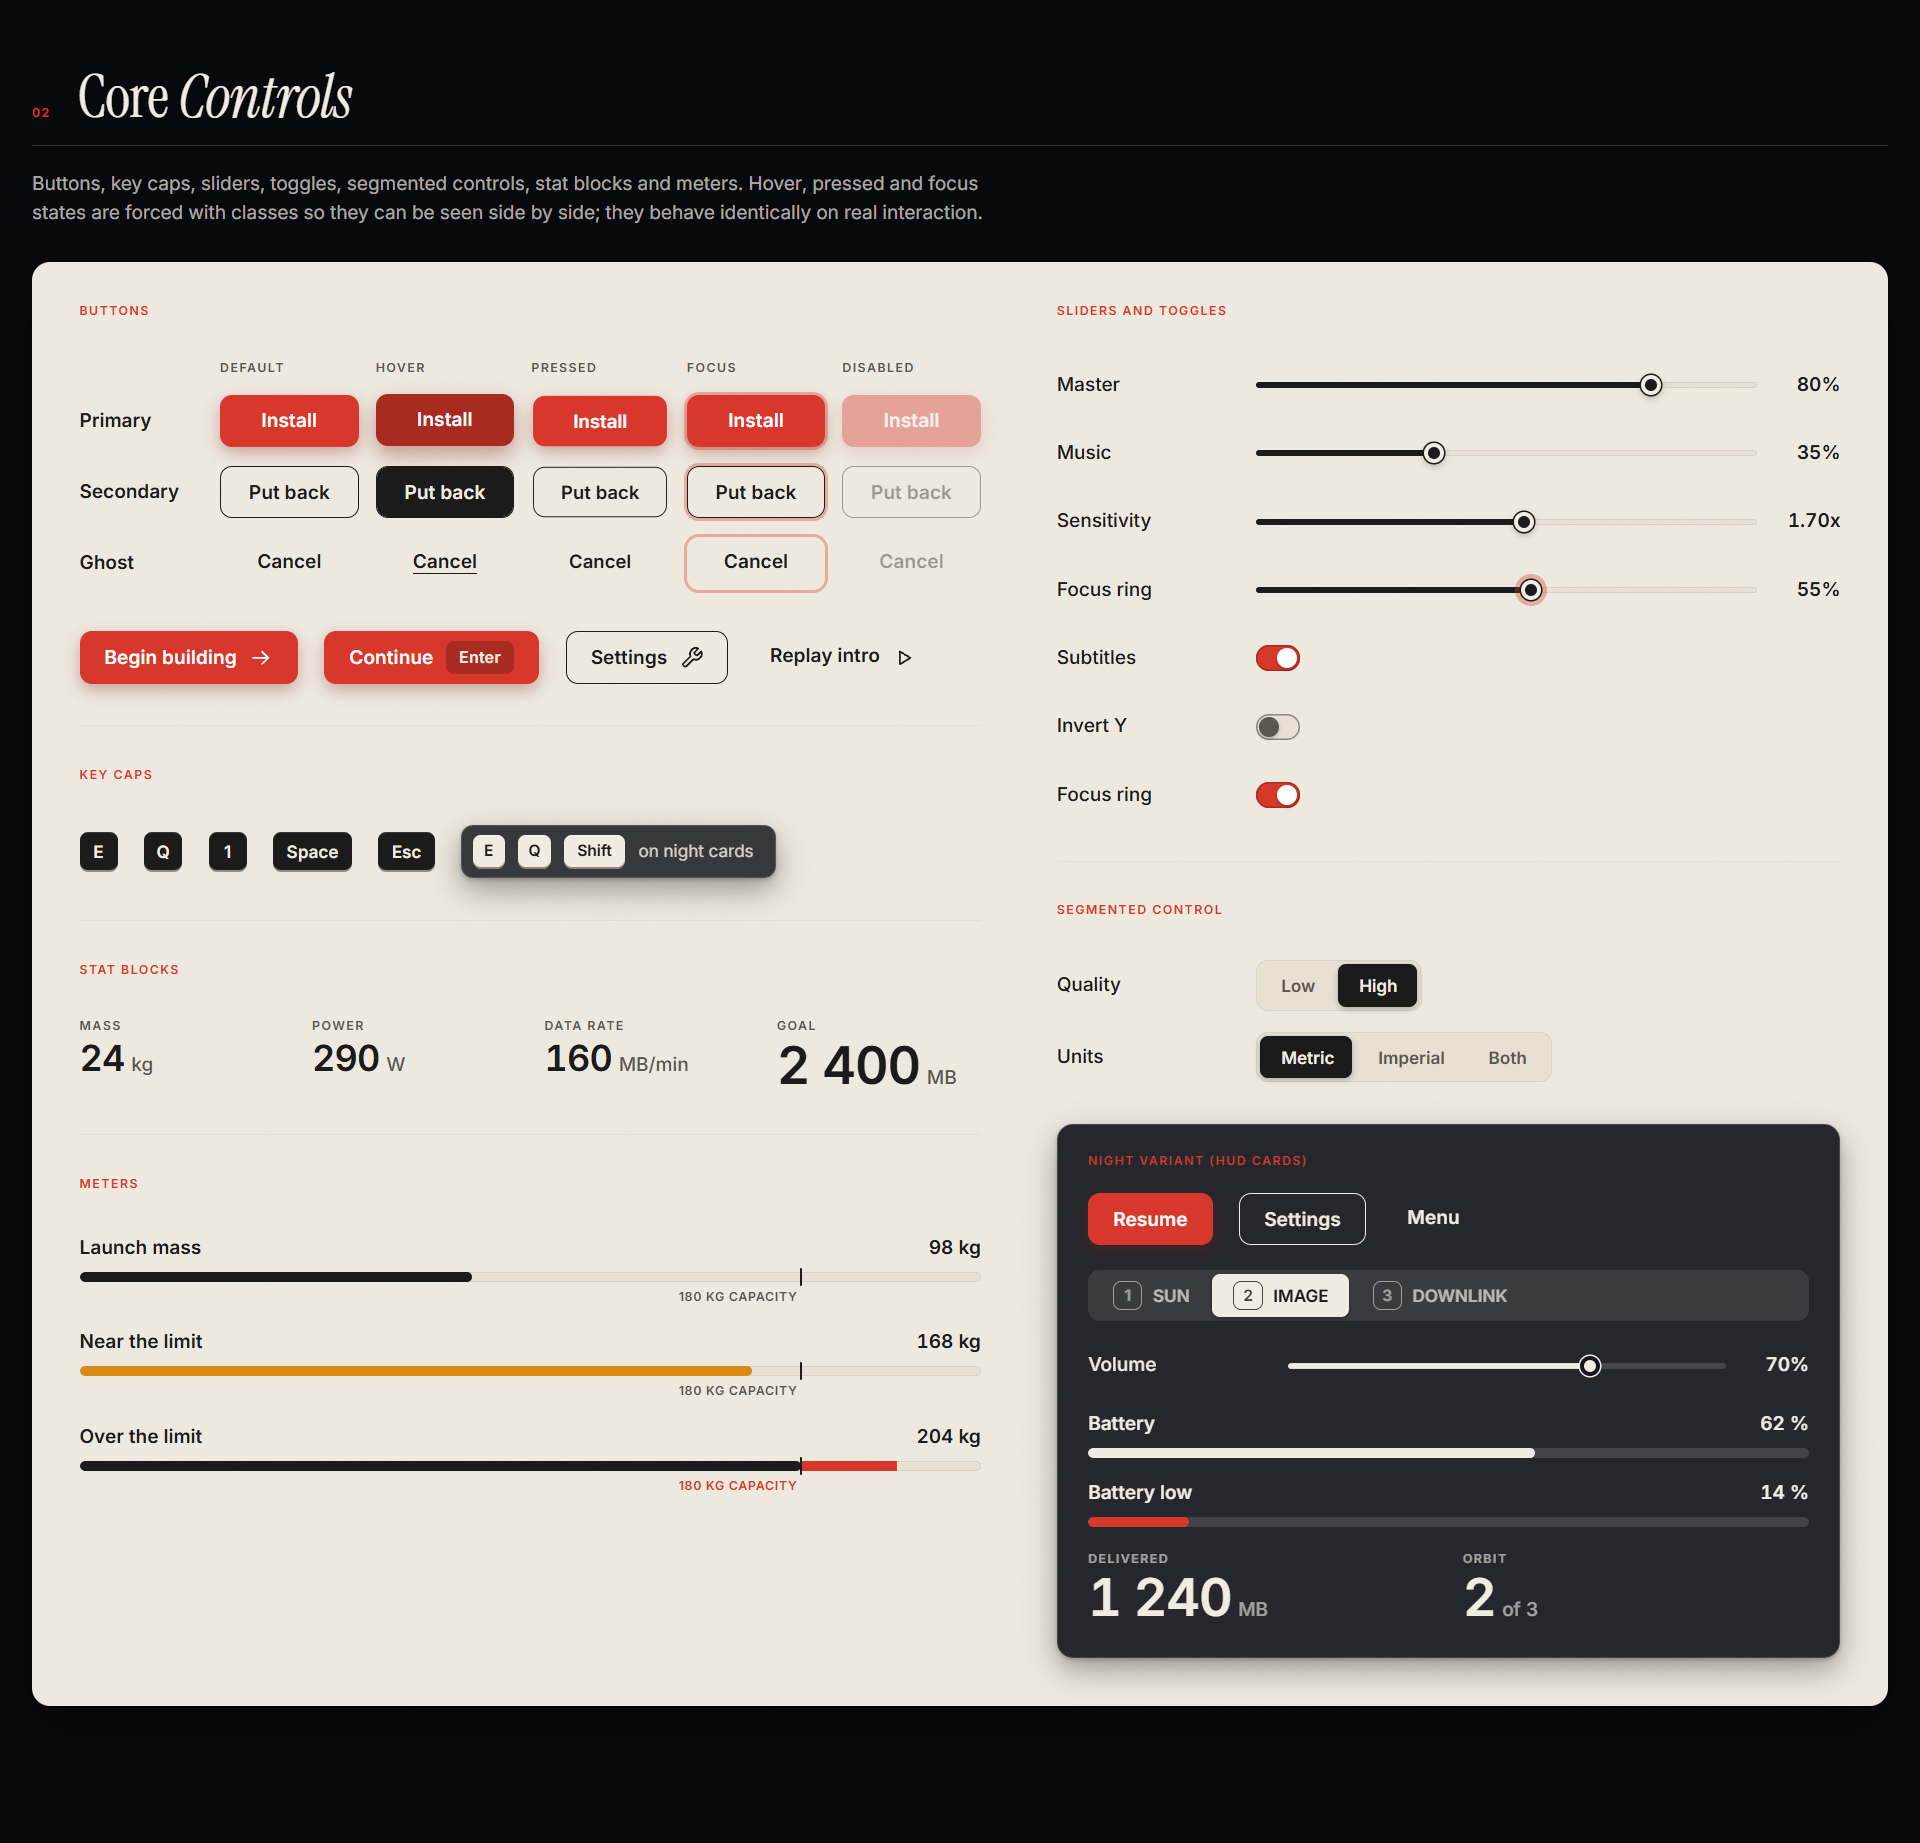 02
Core Controls
Buttons, key caps, sliders, toggles, segmented controls, stat blocks and meters. Hover, pressed and focus
states are forced with classes so they can be seen side by side; they behave identically on real interaction.
BUTTONS
DEFAULT HOVER PRESSED FOCUS DISABLED
Primary Install Install Install Install Install
Secondary Put back Put back Put back Put back Put back
Ghost Cancel Cancel Cancel Cancel Cancel
Begin building Continue Enter Settings Replay intro
KEY CAPS
E Q 1 Space Esc E Q Shift on night cards
STAT BLOCKS
MASS POWER DATA RATE GOAL
24 kg 290 W 160 MB/min 2 400 MB
METERS
Launch mass 98 kg
180 KG CAPACITY
Near the limit 168 kg
180 KG CAPACITY
Over the limit 204 kg
180 KG CAPACITY
SLIDERS AND TOGGLES
Master 80%
Music 35%
Sensitivity 1.70x
Focus ring 55%
Subtitles
Invert Y
Focus ring
SEGMENTED CONTROL
Quality Low High
Units Metric Imperial Both
NIGHT VARIANT (HUD CARDS)
Resume Settings Menu
1 SUN 2 IMAGE 3 DOWNLINK
Volume 70%
Battery 62 %
Battery low 14 %
DELIVERED ORBIT
1 240 MB 2 of 3